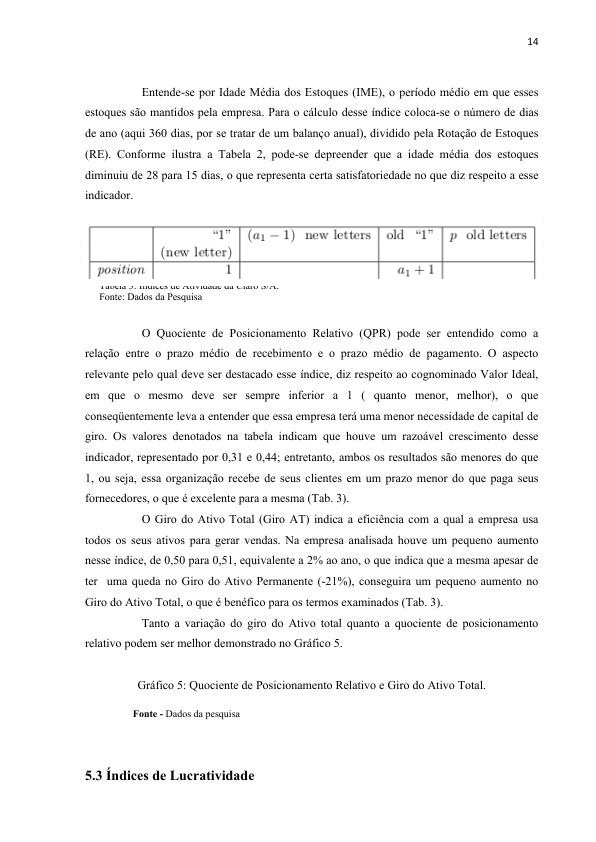 14
Entende-se por Idade Média dos Estoques (IME), o período médio em que esses
estoques são mantidos pela empresa. Para o cálculo desse índice coloca-se o número de dias
de ano (aqui 360 dias, por se tratar de um balanço anual), dividido pela Rotação de Estoques
(RE). Conforme ilustra a Tabela 2, pode-se depreender que a idade média dos estoques
diminuiu de 28 para 15 dias, o que representa certa satisfatoriedade no que diz respeito a esse
indicador.
“1” (a₁ − 1) new letters old “1” p old letters
(new letter)
position 1 a₁ + 1
Tabela 3: Índices de Atividade da Claro S/A.
Fonte: Dados da Pesquisa
O Quociente de Posicionamento Relativo (QPR) pode ser entendido como a
relação entre o prazo médio de recebimento e o prazo médio de pagamento. O aspecto
relevante pelo qual deve ser destacado esse índice, diz respeito ao cognominado Valor Ideal,
em que o mesmo deve ser sempre inferior a 1 ( quanto menor, melhor), o que
conseqüentemente leva a entender que essa empresa terá uma menor necessidade de capital de
giro. Os valores denotados na tabela indicam que houve um razoável crescimento desse
indicador, representado por 0,31 e 0,44; entretanto, ambos os resultados são menores do que
1, ou seja, essa organização recebe de seus clientes em um prazo menor do que paga seus
fornecedores, o que é excelente para a mesma (Tab. 3).
O Giro do Ativo Total (Giro AT) indica a eficiência com a qual a empresa usa
todos os seus ativos para gerar vendas. Na empresa analisada houve um pequeno aumento
nesse índice, de 0,50 para 0,51, equivalente a 2% ao ano, o que indica que a mesma apesar de
ter uma queda no Giro do Ativo Permanente (-21%), conseguira um pequeno aumento no
Giro do Ativo Total, o que é benéfico para os termos examinados (Tab. 3).
Tanto a variação do giro do Ativo total quanto a quociente de posicionamento
relativo podem ser melhor demonstrado no Gráfico 5.
Gráfico 5: Quociente de Posicionamento Relativo e Giro do Ativo Total.
Fonte - Dados da pesquisa
5.3 Índices de Lucratividade